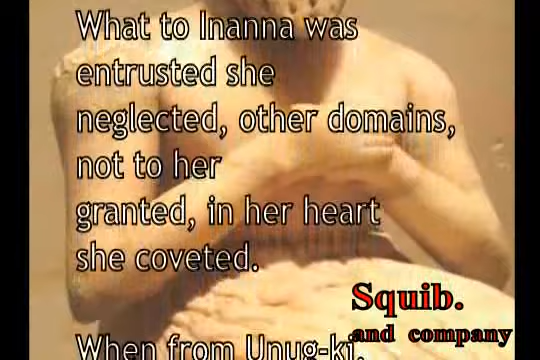 What to Inanna was
entrusted she
neglected, other domains,
not to her
granted, in her heart
she coveted.
When from Unug-ki,
Squib.
and company